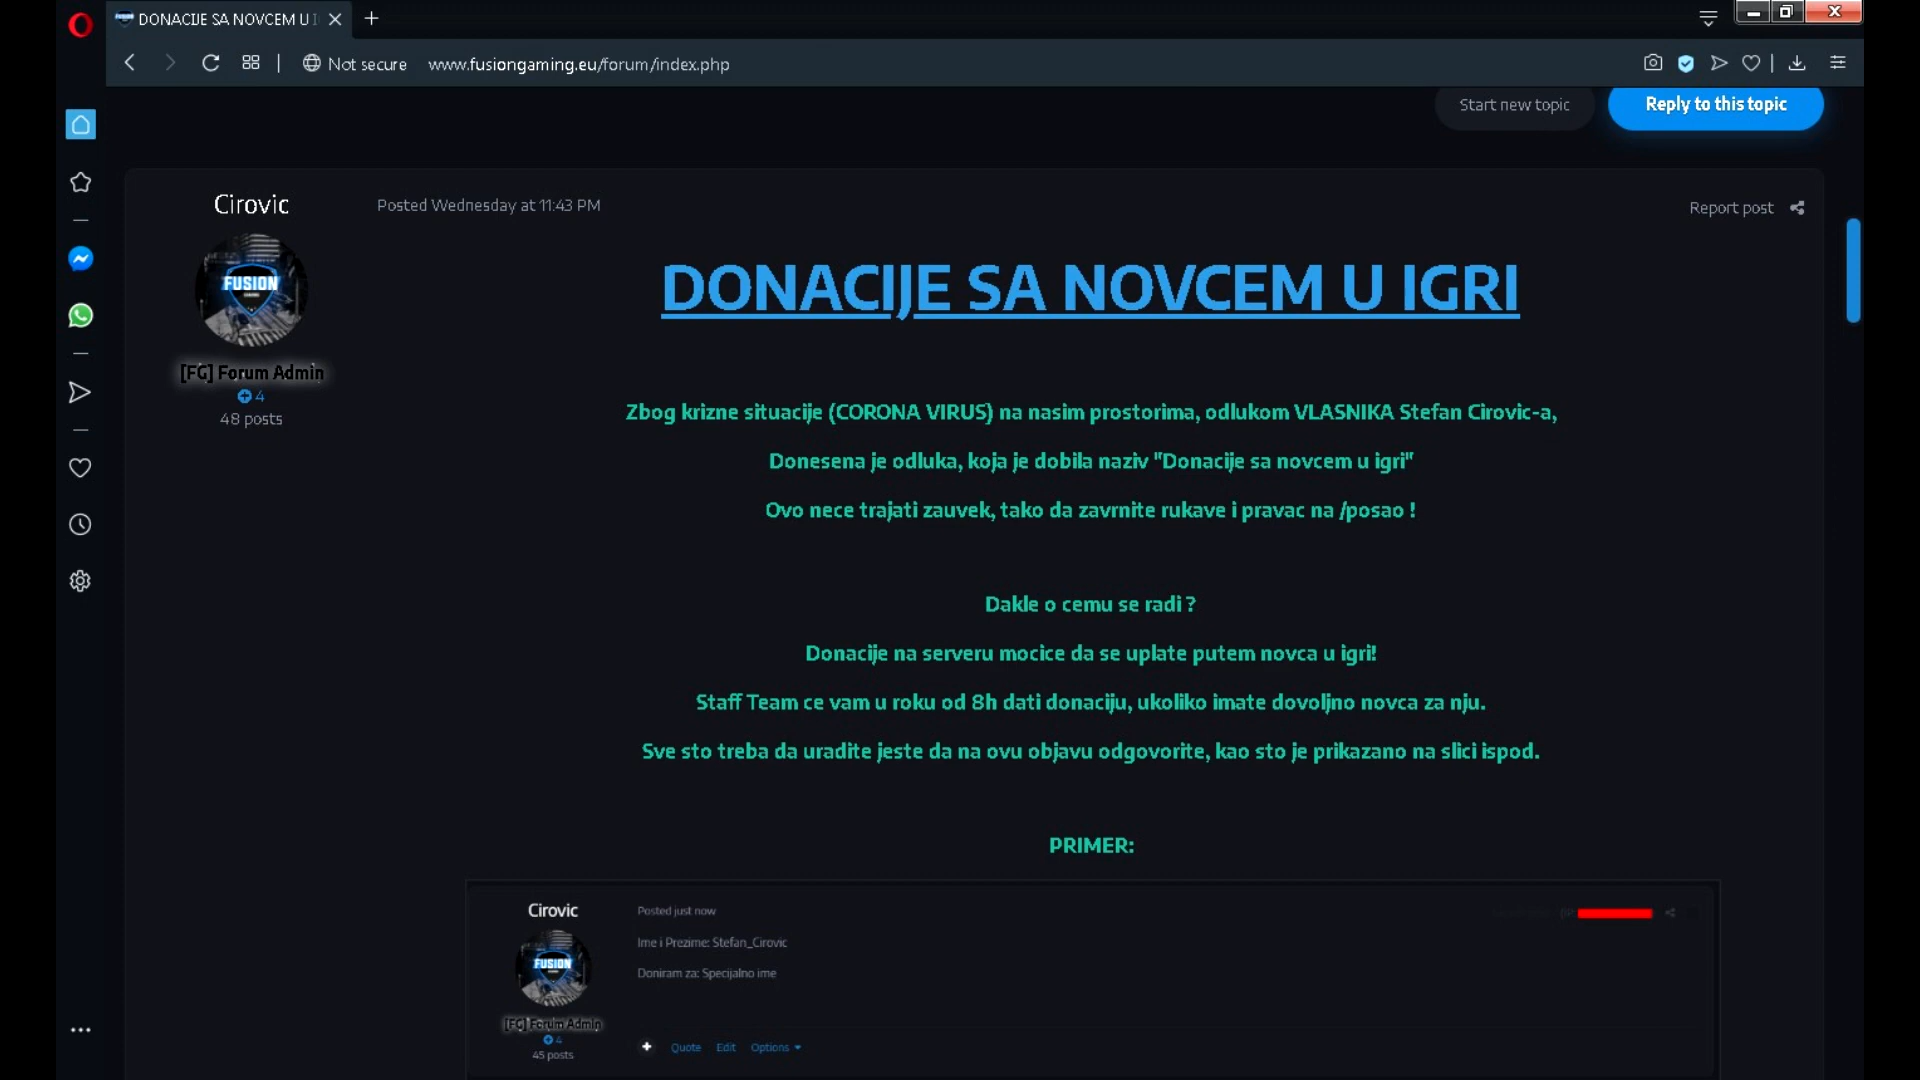 DONACIJE SA NOVCEM U I
Not secure www.fusiongaming.eu/forum/index.php
Start new topic
Reply to this topic
Cirovic
Posted Wednesday at 11:43 PM
Report post
FUSION
[FG] Forum Admin
4
48 posts
DONACIJE SA NOVCEM U IGRI
Zbog krizne situacije (CORONA VIRUS) na nasim prostorima, odlukom VLASNIKA Stefan Cirovic-a,
Donesena je odluka, koja je dobila naziv "Donacije sa novcem u igri"
Ovo nece trajati zauvek, tako da zavrnite rukave i pravac na /posao !
Dakle o cemu se radi ?
Donacije na serveru mocice da se uplate putem novca u igri!
Staff Team ce vam u roku od 8h dati donaciju, ukoliko imate dovoljno novca za nju.
Sve sto treba da uradite jeste da na ovu objavu odgovorite, kao sto je prikazano na slici ispod.
PRIMER:
Cirovic
Posted just now
Ime i Prezime: Stefan_Cirovic
Doniram za: Specijalno ime
FUSION
[FG] Forum Admin
4
45 posts
Quote Edit Options